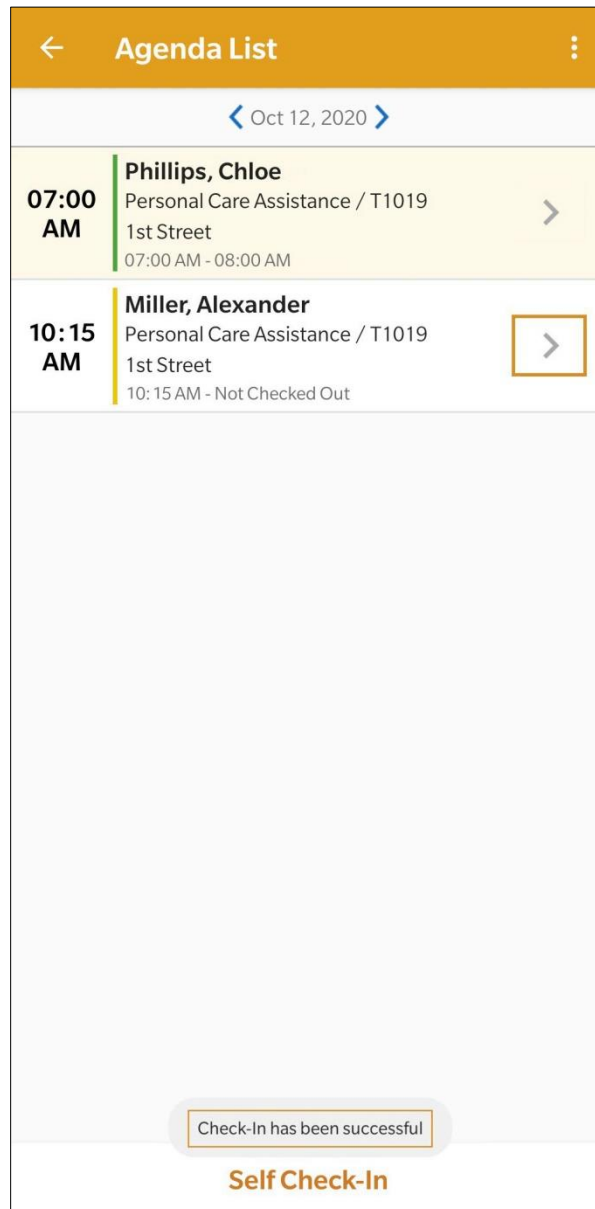 Agenda List
Oct 12, 2020
07:00
AM
Phillips, Chloe
Personal Care Assistance / T1019
1st Street
07:00 AM - 08:00 AM
10:15
AM
Miller, Alexander
Personal Care Assistance / T1019
1st Street
10:15 AM - Not Checked Out
Check-In has been successful
Self Check-In